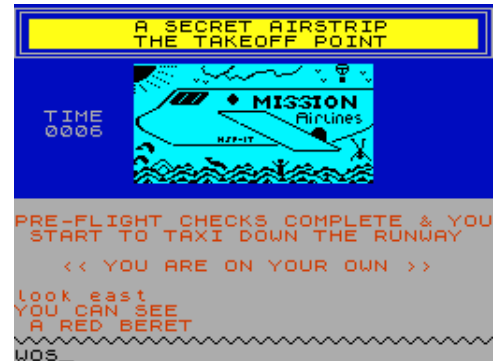 A SECRET AIRSTRIP
THE TAKEOFF POINT
MISSION
Airlines
TIME
0006
PRE-FLIGHT CHECKS COMPLETE & YOU
START TO TAXI DOWN THE RUNWAY
<< YOU ARE ON YOUR OWN >>
look east
YOU CAN SEE
A RED BERET
WOS_